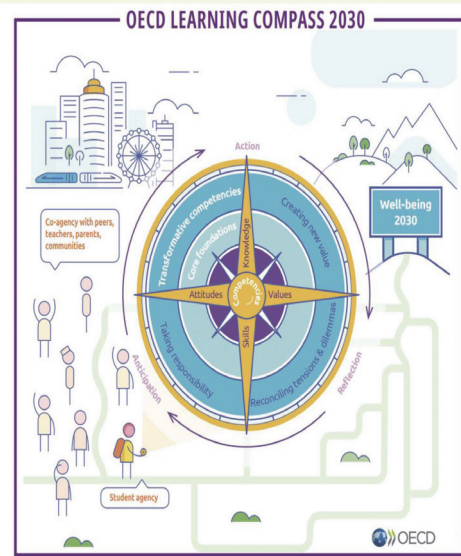 OECD LEARNING COMPASS 2030
Action
Co-agency with peers,
teachers, parents,
communities
Well-being
2030
Transformative competencies
Core foundations
Creating new value
Knowledge
Attitudes
Competencies
Values
Skills
Taking responsibility
Reconciling tensions & dilemmas
Anticipation
Reflection
Student agency
OECD